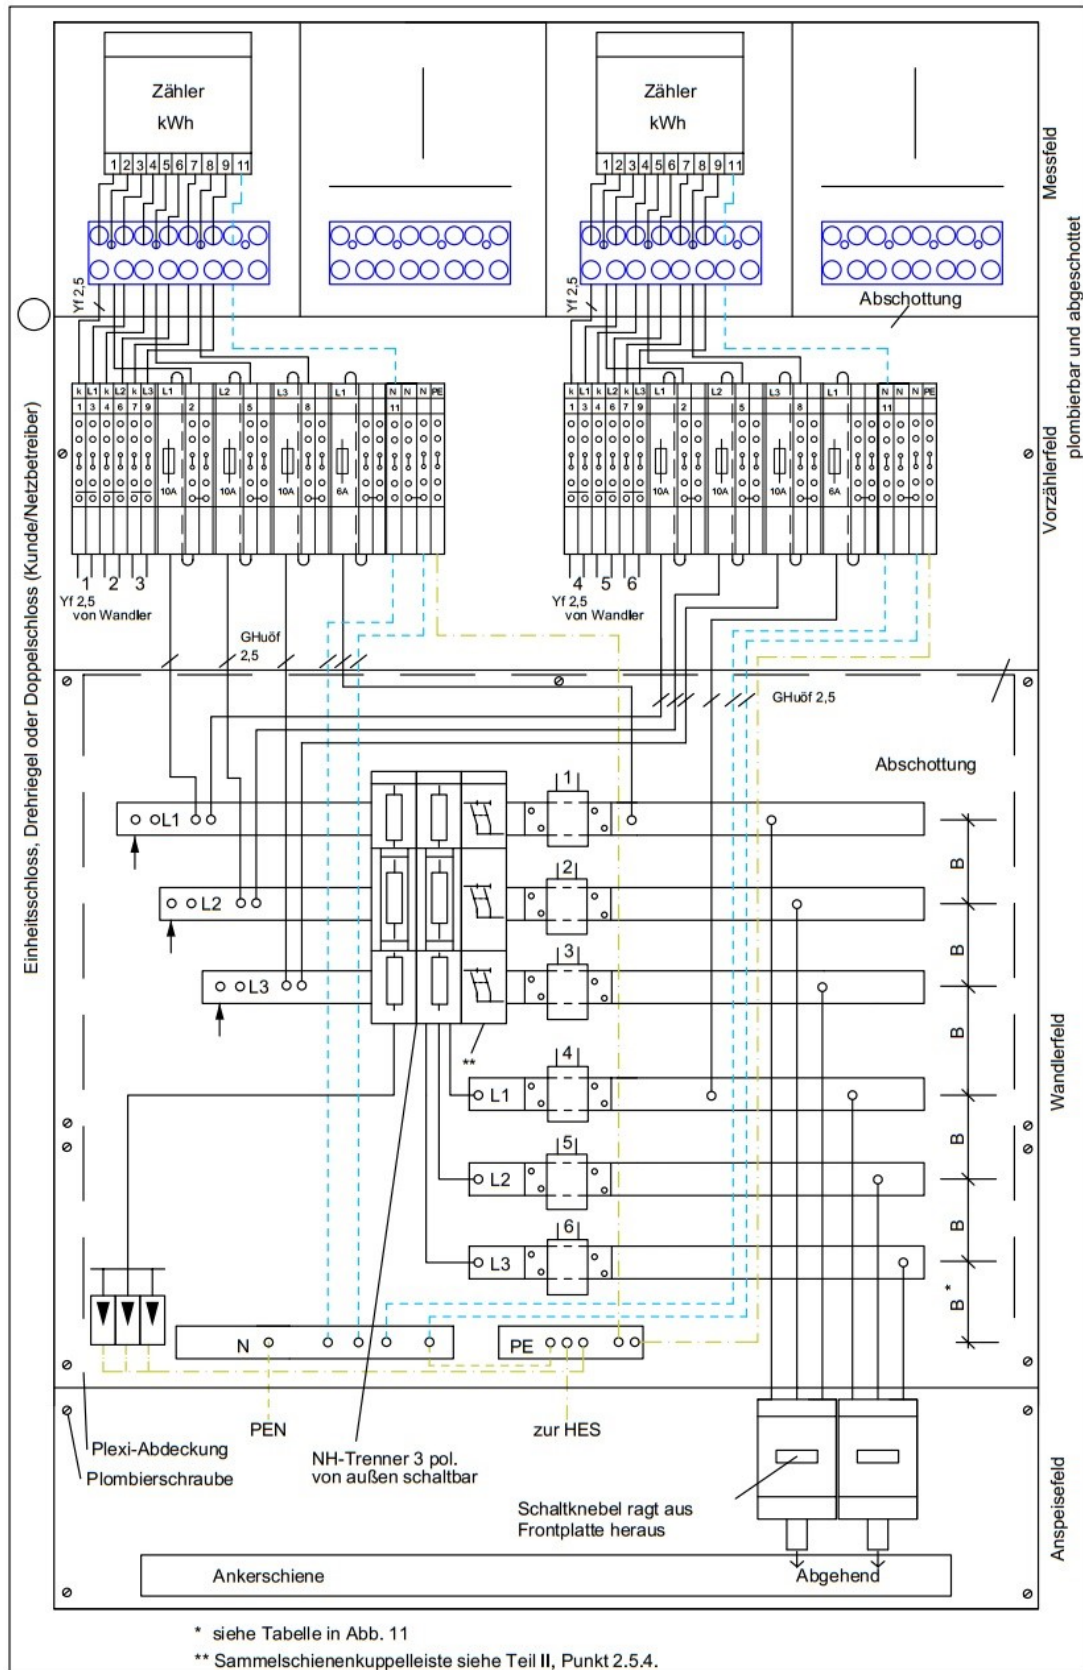 Zähler
kWh
1 2 3 4 5 6 7 8 9 11
Zähler
kWh
1 2 3 4 5 6 7 8 9 11
Messfeld
Yf 2,5
Yf 2,5
Abschottung
plombierbar und abgeschottet
Einheitsschloss, Drehriegel oder Doppelschloss (Kunde/Netzbetreiber)
k L1 k L2 k L3 L1 L2 L3 L1 N N N PE
1 3 4 6 7 9 2 5 8 11
10A 10A 10A 6A
k L1 k L2 k L3 L1 L2 L3 L1 N N N PE
1 3 4 6 7 9 2 5 8 11
10A 10A 10A 6A
Vorzählerfeld
1 2 3
Yf 2,5
von Wandler
4 5 6
Yf 2,5
von Wandler
GHuöf
2,5
GHuöf 2,5
Abschottung
1
L1
2
L2
3
L3
**
4
L1
5
L2
6
L3
B
B
B
B
B
B*
Wandlerfeld
N
PE
PEN
zur HES
Plexi-Abdeckung
Plombierschraube
NH-Trenner 3 pol.
von außen schaltbar
Schaltknebel ragt aus
Frontplatte heraus
Anspeisefeld
Ankerschiene
Abgehend
* siehe Tabelle in Abb. 11
** Sammelschienenkuppelleiste siehe Teil II, Punkt 2.5.4.